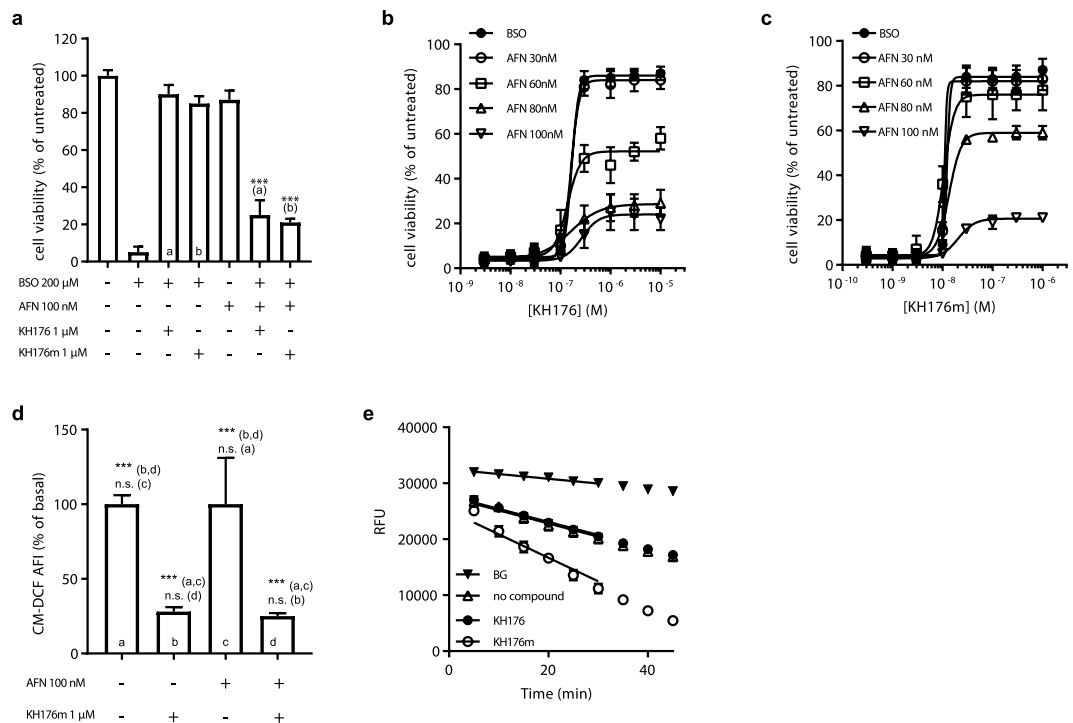 a
120
100
80
60
40
20
0
cell viability (% of untreated)
a
b
***
(a)
***
(b)
BSO 200 μM - + + + - + +
AFN 100 nM - - - - + + +
KH176 1 μM - - + - - + -
KH176m 1 μM - - - + - - +
b
BSO
AFN 30nM
AFN 60nM
AFN 80nM
AFN 100nM
100
80
60
40
20
0
cell viability (% of untreated)
10⁻⁹ 10⁻⁸ 10⁻⁷ 10⁻⁶ 10⁻⁵
[KH176] (M)
c
BSO
AFN 30 nM
AFN 60 nM
AFN 80 nM
AFN 100 nM
100
80
60
40
20
0
cell viability (% of untreated)
10⁻¹⁰ 10⁻⁹ 10⁻⁸ 10⁻⁷ 10⁻⁶
[KH176m] (M)
d
150
100
50
0
CM-DCF AFI (% of basal)
*** (b,d)
n.s. (c)
*** (a,c)
n.s. (d)
*** (b,d)
n.s. (a)
*** (a,c)
n.s. (b)
a b c d
AFN 100 nM - - + +
KH176m 1 μM - + - +
e
40000
30000
20000
10000
0
RFU
BG
no compound
KH176
KH176m
0 20 40
Time (min)